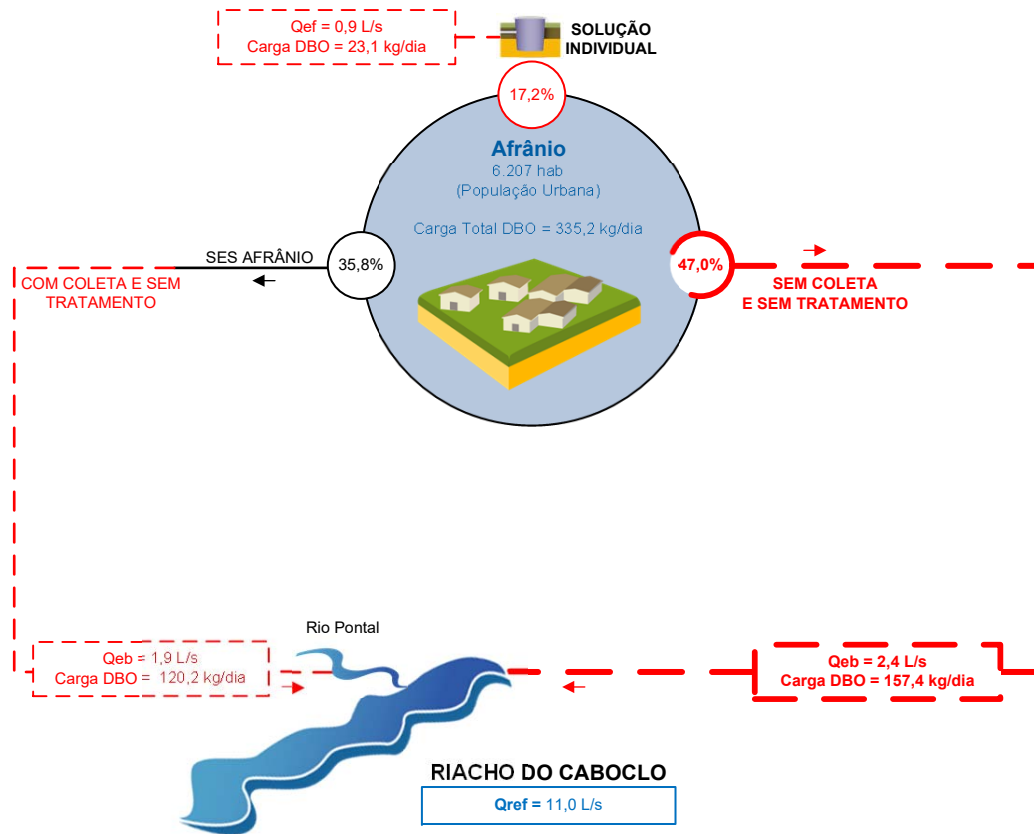 Qef = 0,9 L/s
Carga DBO = 23,1 kg/dia
SOLUÇÃO
INDIVIDUAL
17,2%
Afrânio
6.207 hab
(População Urbana)
Carga Total DBO = 335,2 kg/dia
SES AFRÂNIO
35,8%
47,0%
COM COLETA E SEM
TRATAMENTO
SEM COLETA
E SEM TRATAMENTO
Rio Pontal
Qeb = 1,9 L/s
Carga DBO = 120,2 kg/dia
Qeb = 2,4 L/s
Carga DBO = 157,4 kg/dia
RIACHO DO CABOCLO
Qref = 11,0 L/s